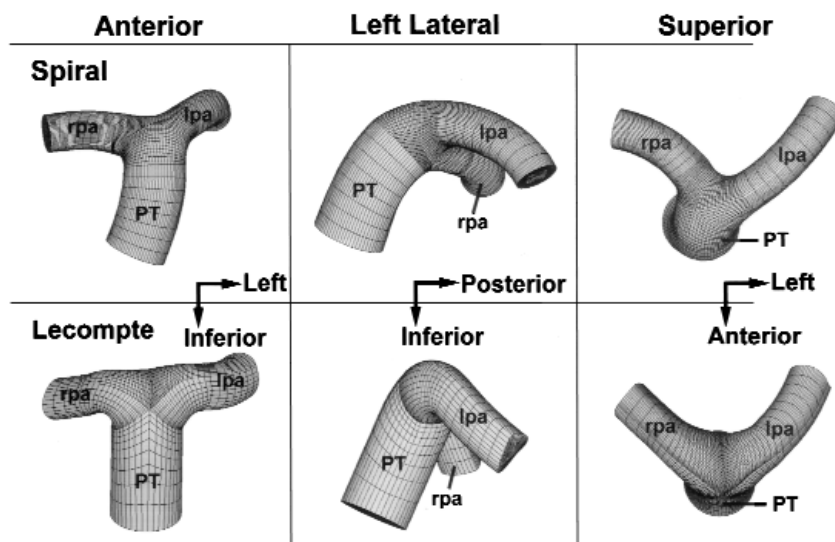 Anterior Left Lateral Superior
Spiral
rpa lpa PT
PT lpa rpa
rpa lpa PT
Left Posterior Left
Lecompte Inferior Inferior Anterior
rpa lpa PT
PT lpa rpa
rpa lpa PT